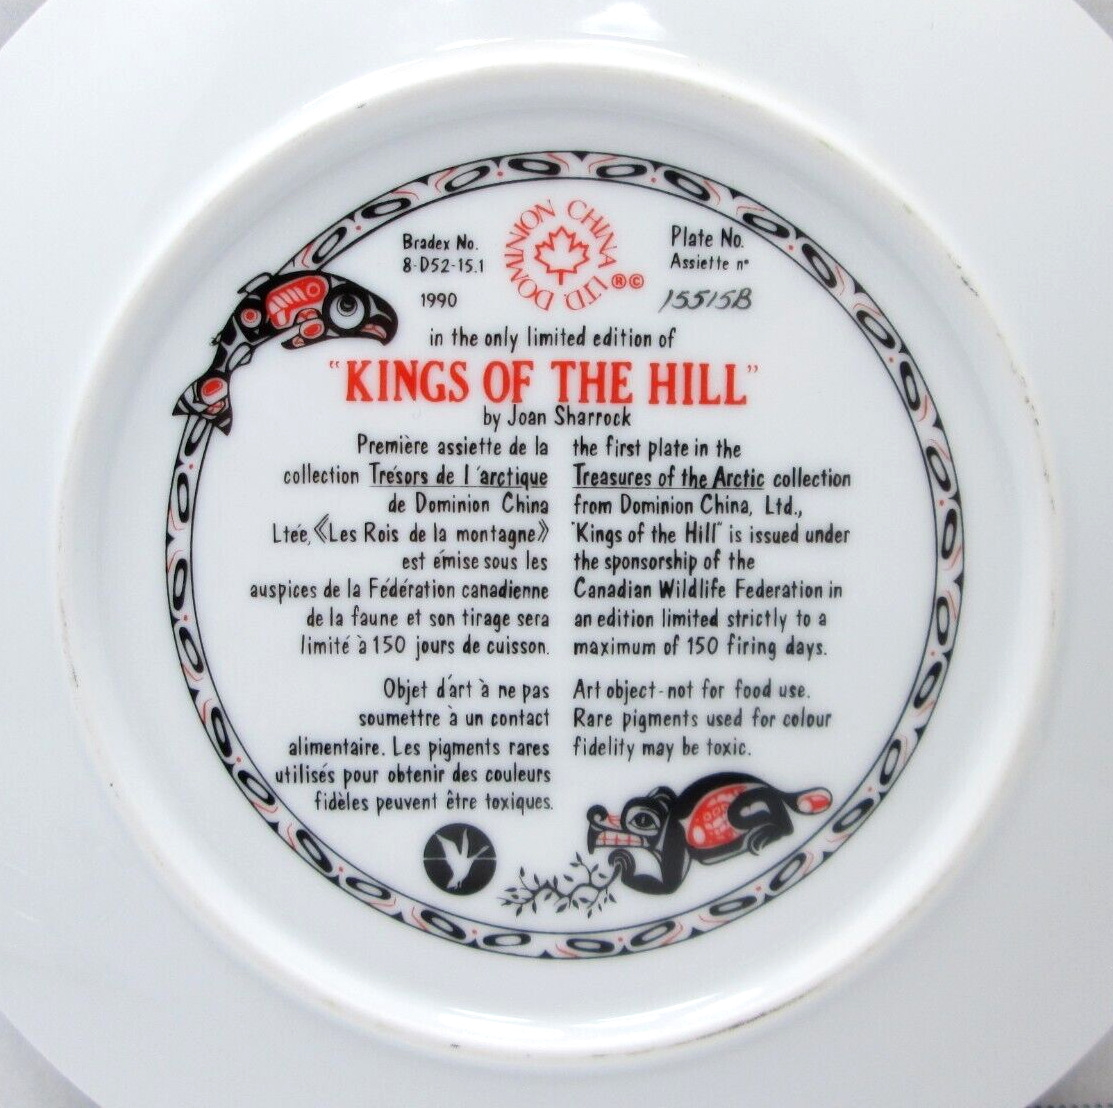 Bradex No.
8-D52-15.1
1990
DOMINION CHINA LTD
®©
Plate No.
Assiette nº
15515B
in the only limited edition of
"KINGS OF THE HILL"
by Joan Sharrock
Première assiette de la
collection Trésors de l'arctique
de Dominion China
Ltée, 《Les Rois de la montagne》
est émise sous les
auspices de la Fédération canadienne
de la faune et son tirage sera
limité à 150 jours de cuisson.
Objet d'art à ne pas
soumettre à un contact
alimentaire. Les pigments rares
utilisés pour obtenir des couleurs
fidèles peuvent être toxiques.
the first plate in the
Treasures of the Arctic collection
from Dominion China, Ltd.,
"Kings of the Hill" is issued under
the sponsorship of the
Canadian Wildlife Federation in
an edition limited strictly to a
maximum of 150 firing days.
Art object-not for food use.
Rare pigments used for colour
fidelity may be toxic.